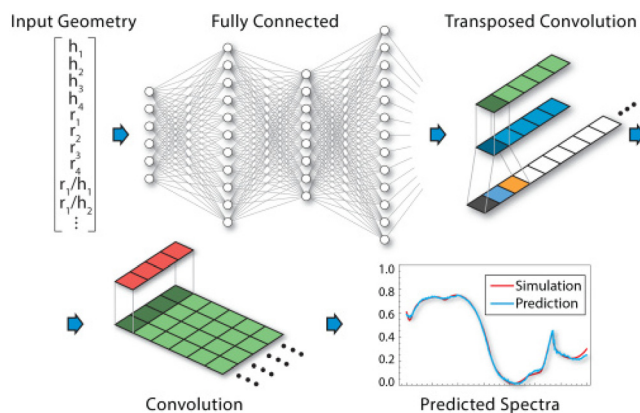 Input Geometry
Fully Connected
Transposed Convolution
h1
h2
h3
h4
r1
r2
r3
r4
r1/h1
r1/h2
⋮
1.0
0.8
0.6
0.4
0.2
0.0
Simulation
Prediction
Convolution
Predicted Spectra